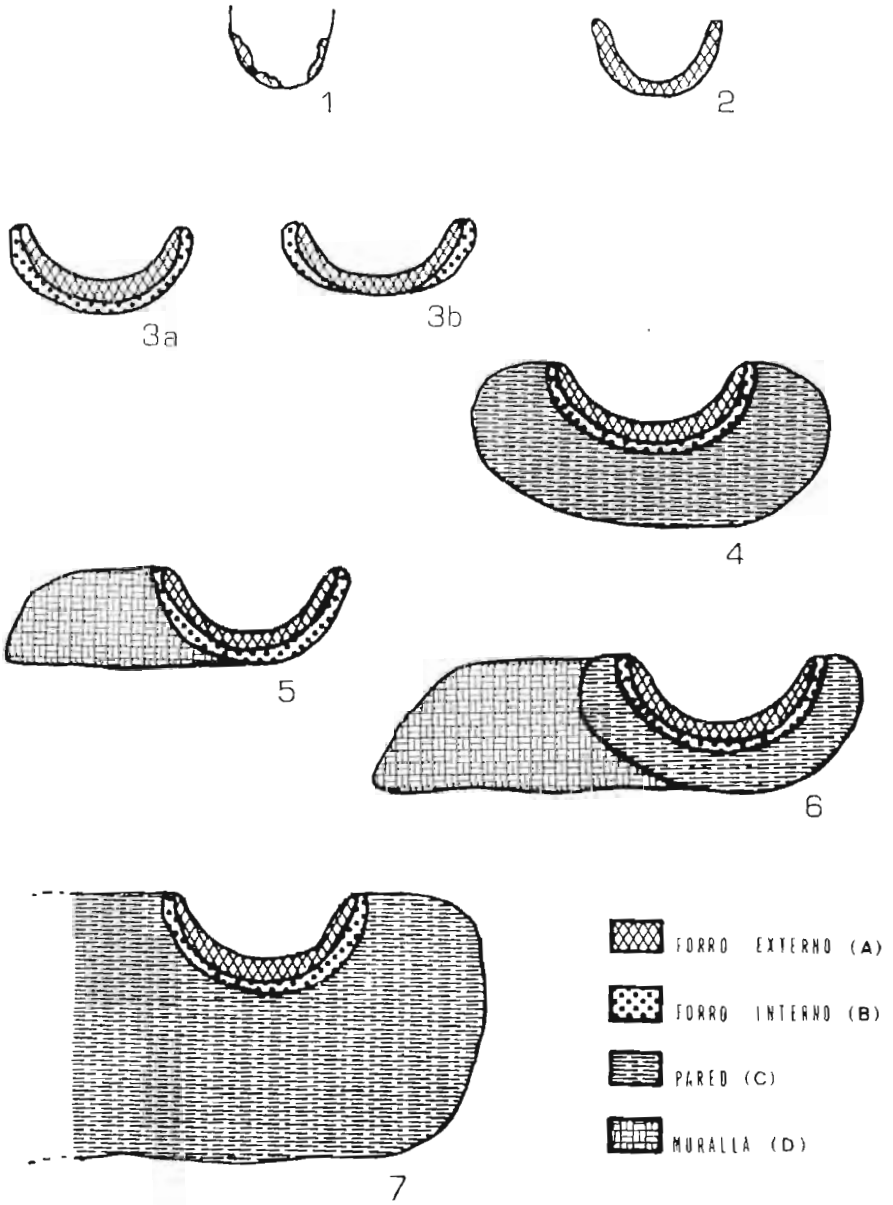 1
2
3a
3b
4
5
6
7
FORRO EXTERNO (A)
FORRO INTERNO (B)
PARED (C)
MURALLA (D)